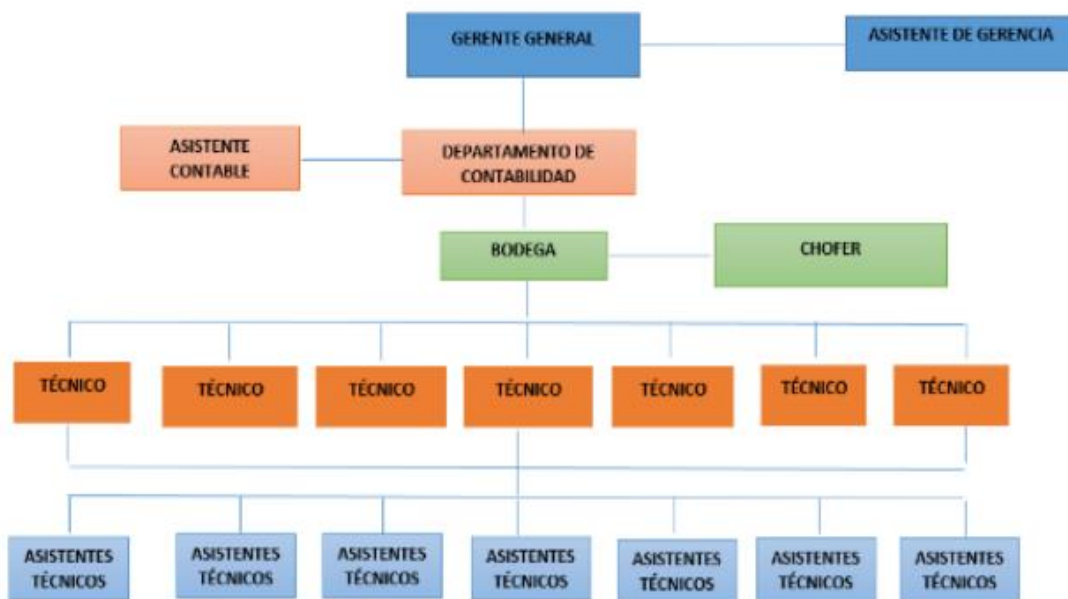 GERENTE GENERAL
ASISTENTE DE GERENCIA
ASISTENTE
CONTABLE
DEPARTAMENTO DE
CONTABILIDAD
BODEGA
CHOFER
TÉCNICO
TÉCNICO
TÉCNICO
TÉCNICO
TÉCNICO
TÉCNICO
TÉCNICO
ASISTENTES
TÉCNICOS
ASISTENTES
TÉCNICOS
ASISTENTES
TÉCNICOS
ASISTENTES
TÉCNICOS
ASISTENTES
TÉCNICOS
ASISTENTES
TÉCNICOS
ASISTENTES
TÉCNICOS